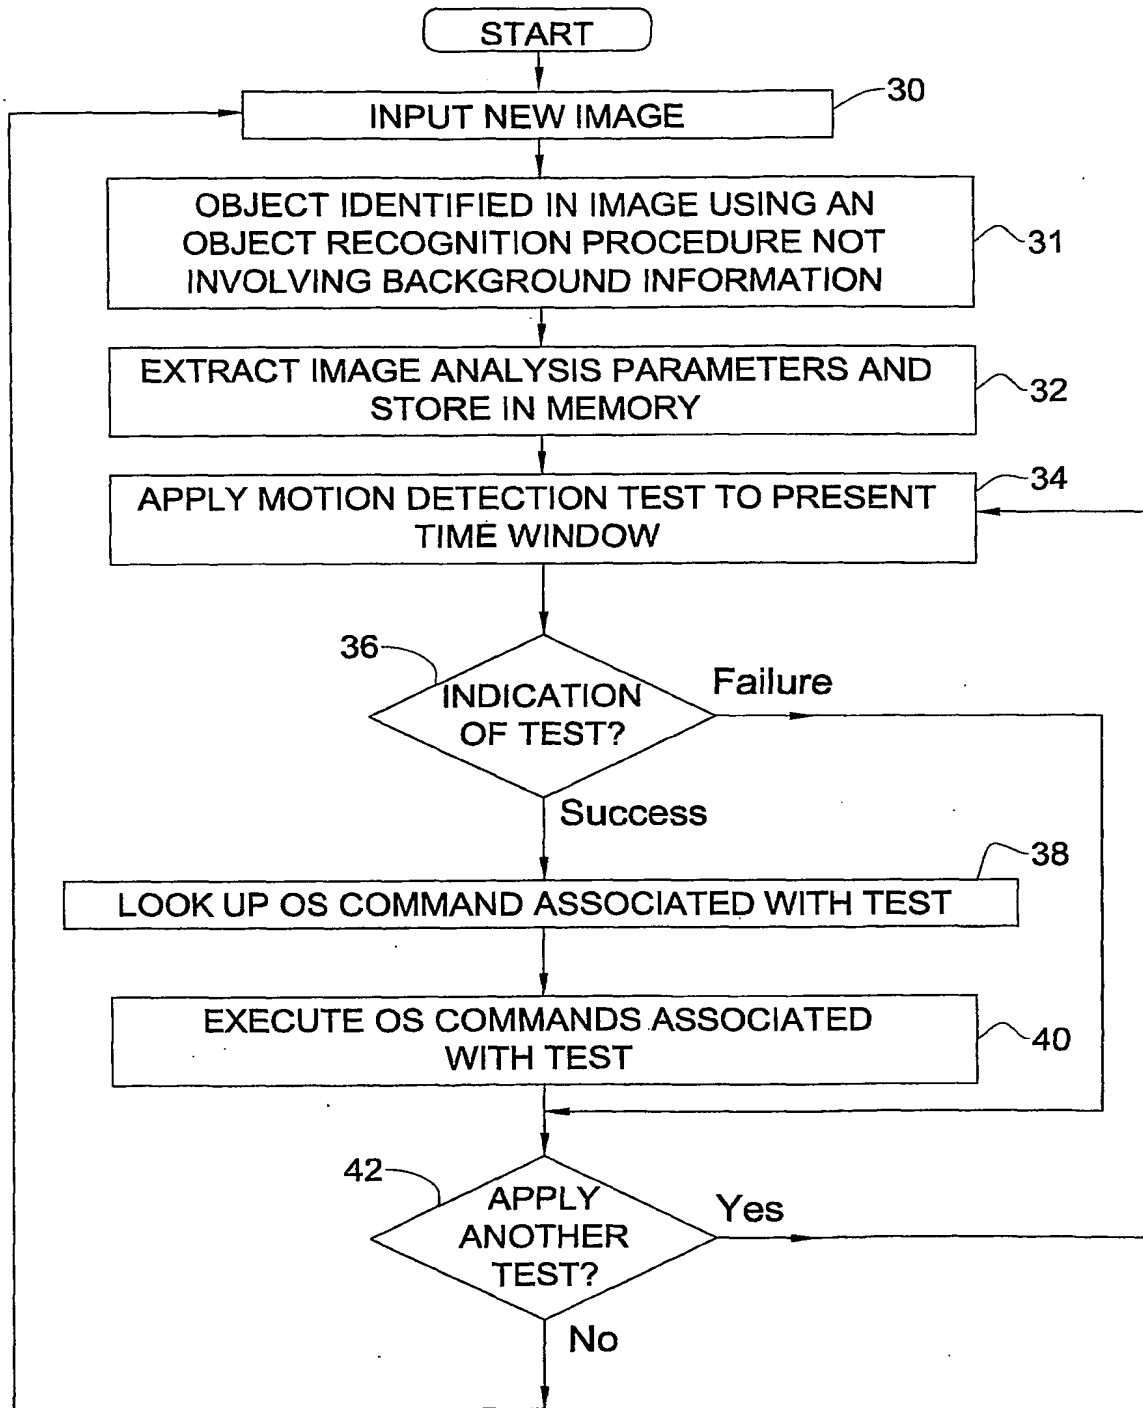 START
INPUT NEW IMAGE
30
OBJECT IDENTIFIED IN IMAGE USING AN
OBJECT RECOGNITION PROCEDURE NOT
INVOLVING BACKGROUND INFORMATION
31
EXTRACT IMAGE ANALYSIS PARAMETERS AND
STORE IN MEMORY
32
APPLY MOTION DETECTION TEST TO PRESENT
TIME WINDOW
34
36
INDICATION
OF TEST?
Failure
Success
38
LOOK UP OS COMMAND ASSOCIATED WITH TEST
EXECUTE OS COMMANDS ASSOCIATED
WITH TEST
40
42
APPLY
ANOTHER
TEST?
Yes
No